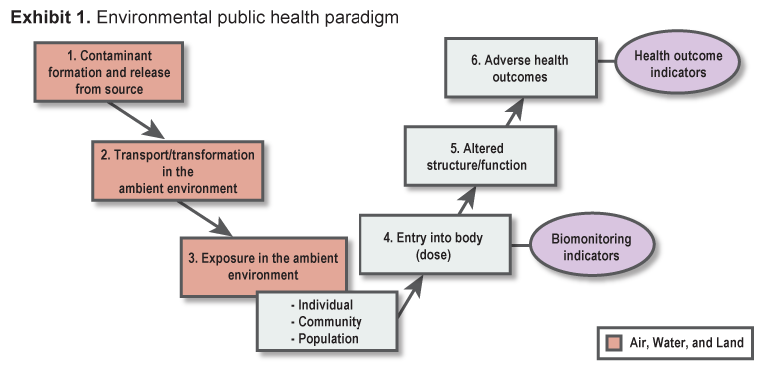 Exhibit 1. Environmental public health paradigm
1. Contaminant
formation and release
from source
2. Transport/transformation
in the
ambient environment
3. Exposure in the ambient
environment
- Individual
- Community
- Population
4. Entry into body
(dose)
Biomonitoring
indicators
5. Altered
structure/function
6. Adverse health
outcomes
Health outcome
indicators
Air, Water, and Land